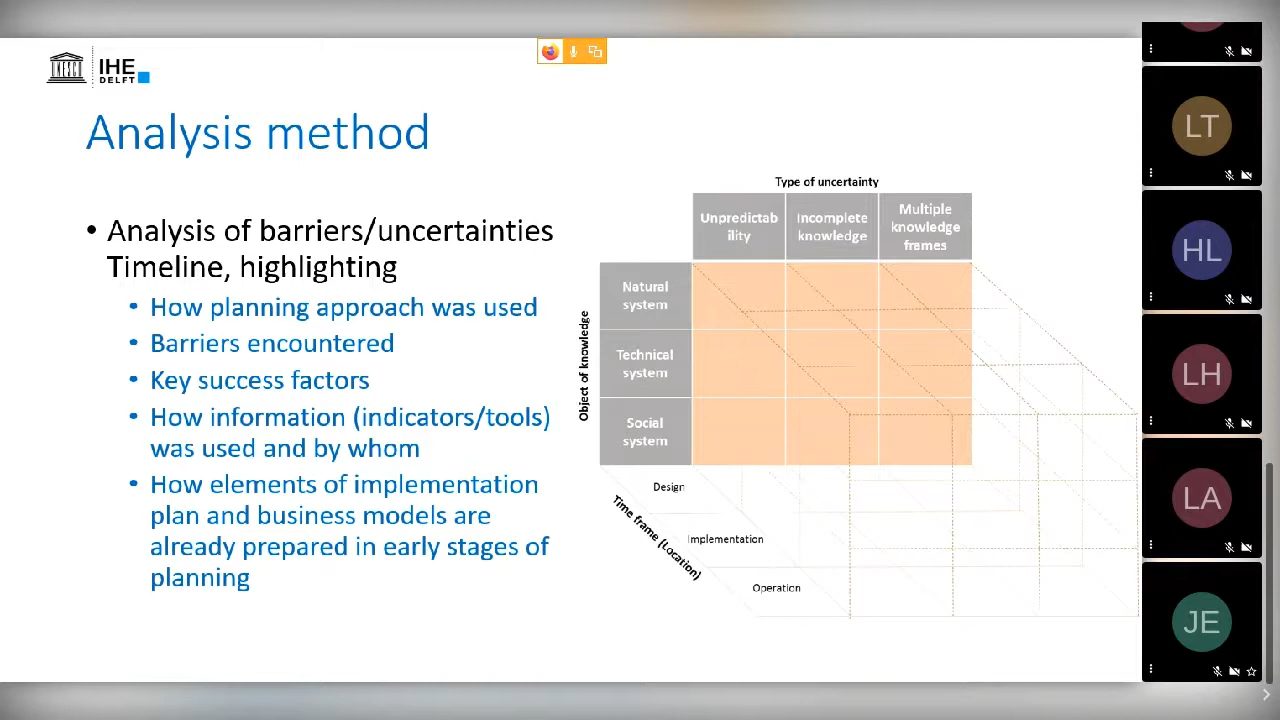 UNESCO
IHE
DELFT
Analysis method
• Analysis of barriers/uncertainties
Timeline, highlighting
• How planning approach was used
• Barriers encountered
• Key success factors
• How information (indicators/tools)
was used and by whom
• How elements of implementation
plan and business models are
already prepared in early stages of
planning
Type of uncertainty
Unpredictab
ility
Incomplete
knowledge
Multiple
knowledge
frames
Object of knowledge
Natural
system
Technical
system
Social
system
Time frame (Location)
Design
Implementation
Operation
LT
HL
LH
LA
JE